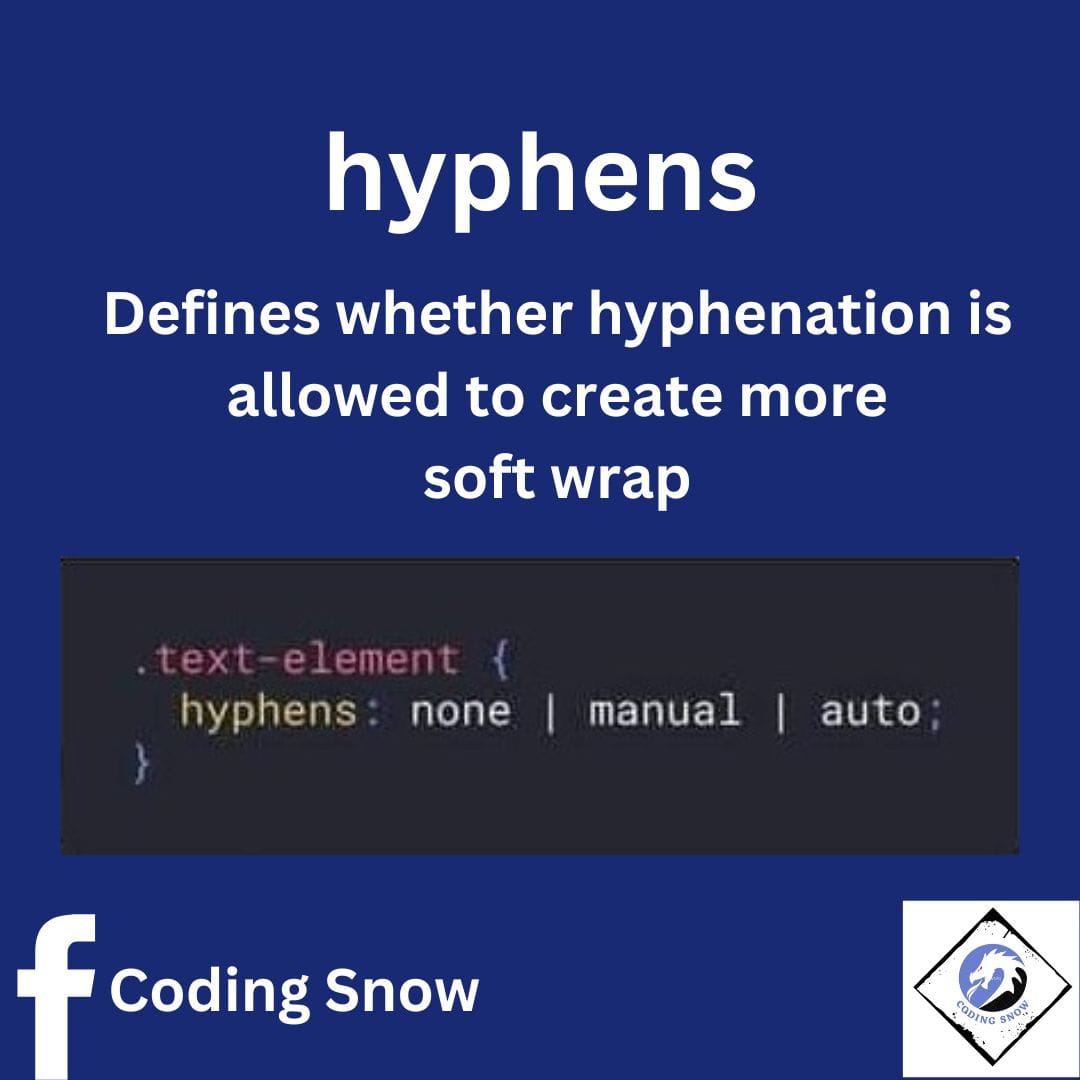 hyphens
Defines whether hyphenation is
allowed to create more
soft wrap
.text-element {
hyphens: none | manual | auto;
}
f Coding Snow
CODING SNOW